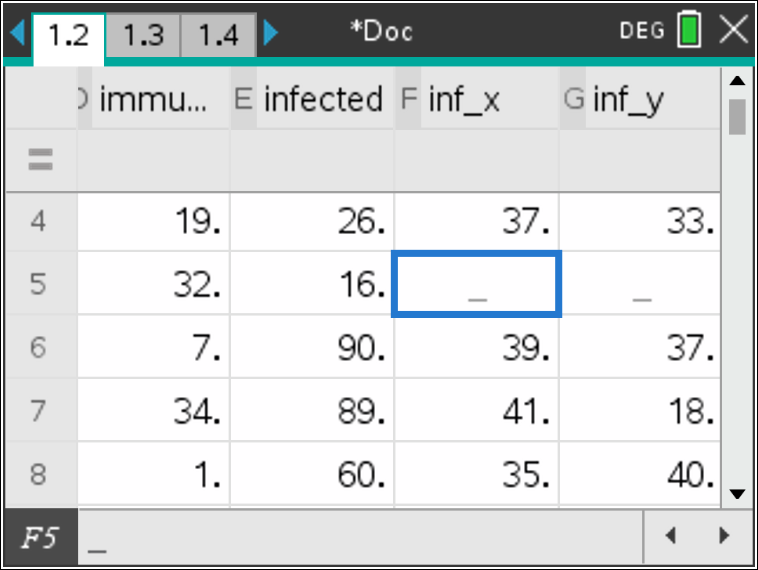 1.2 1.3 1.4 *Doc DEG
D immu... E infected F inf_x G inf_y
=
4 19. 26. 37. 33.
5 32. 16. _ _
6 7. 90. 39. 37.
7 34. 89. 41. 18.
8 1. 60. 35. 40.
F5 _